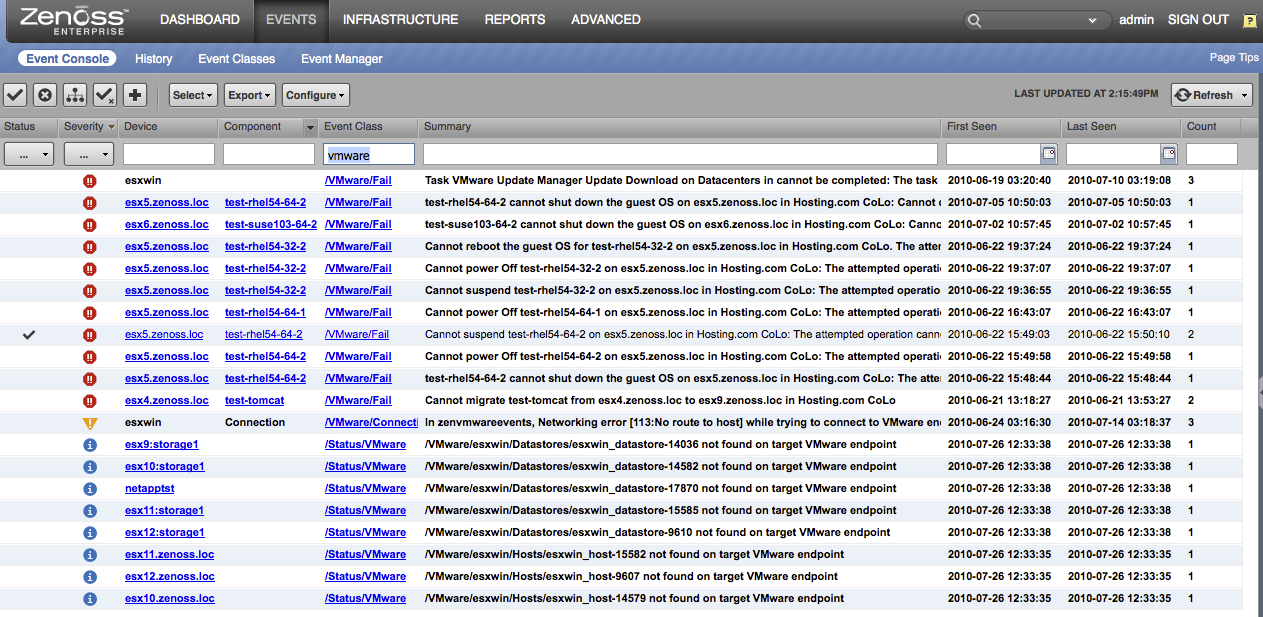 Zenoss ENTERPRISE DASHBOARD EVENTS INFRASTRUCTURE REPORTS ADVANCED admin SIGN OUT ?
Event Console History Event Classes Event Manager Page Tips
Select Export Configure LAST UPDATED AT 2:15:49PM Refresh
Status Severity Device Component Event Class Summary First Seen Last Seen Count
... ... vmware
esxwin /VMware/Fail Task VMware Update Manager Update Download on Datacenters in cannot be completed: The task 2010-06-19 03:20:40 2010-07-10 03:19:08 3
esx5.zenoss.loc test-rhel54-64-2 /VMware/Fail test-rhel54-64-2 cannot shut down the guest OS on esx5.zenoss.loc in Hosting.com CoLo: Cannot c 2010-07-05 10:50:03 2010-07-05 10:50:03 1
esx6.zenoss.loc test-suse103-64-2 /VMware/Fail test-suse103-64-2 cannot shut down the guest OS on esx6.zenoss.loc in Hosting.com CoLo: Canno 2010-07-02 10:57:45 2010-07-02 10:57:45 1
esx5.zenoss.loc test-rhel54-32-2 /VMware/Fail Cannot reboot the guest OS for test-rhel54-32-2 on esx5.zenoss.loc in Hosting.com CoLo. The atter 2010-06-22 19:37:24 2010-06-22 19:37:24 1
esx5.zenoss.loc test-rhel54-32-2 /VMware/Fail Cannot power Off test-rhel54-32-2 on esx5.zenoss.loc in Hosting.com CoLo: The attempted operati 2010-06-22 19:37:07 2010-06-22 19:37:07 1
esx5.zenoss.loc test-rhel54-32-2 /VMware/Fail Cannot suspend test-rhel54-32-2 on esx5.zenoss.loc in Hosting.com CoLo: The attempted operatio 2010-06-22 19:36:55 2010-06-22 19:36:55 1
esx5.zenoss.loc test-rhel54-64-1 /VMware/Fail Cannot power Off test-rhel54-64-1 on esx5.zenoss.loc in Hosting.com CoLo: The attempted operati 2010-06-22 16:43:07 2010-06-22 16:43:07 1
esx5.zenoss.loc test-rhel54-64-2 /VMware/Fail Cannot suspend test-rhel54-64-2 on esx5.zenoss.loc in Hosting.com CoLo: The attempted operation cann 2010-06-22 15:49:03 2010-06-22 15:50:10 2
esx5.zenoss.loc test-rhel54-64-2 /VMware/Fail Cannot power Off test-rhel54-64-2 on esx5.zenoss.loc in Hosting.com CoLo: The attempted operati 2010-06-22 15:49:58 2010-06-22 15:49:58 1
esx5.zenoss.loc test-rhel54-64-2 /VMware/Fail test-rhel54-64-2 cannot shut down the guest OS on esx5.zenoss.loc in Hosting.com CoLo: The atter 2010-06-22 15:48:44 2010-06-22 15:48:44 1
esx4.zenoss.loc test-tomcat /VMware/Fail Cannot migrate test-tomcat from esx4.zenoss.loc to esx9.zenoss.loc in Hosting.com CoLo 2010-06-21 13:18:27 2010-06-21 13:53:27 2
esxwin Connection /VMware/Connecti In zenvmwareevents, Networking error [113:No route to host] while trying to connect to VMware en 2010-06-24 03:16:30 2010-07-14 03:18:37 3
esx9:storage1 /Status/VMware /VMware/esxwin/Datastores/esxwin_datastore-14036 not found on target VMware endpoint 2010-07-26 12:33:38 2010-07-26 12:33:38 1
esx10:storage1 /Status/VMware /VMware/esxwin/Datastores/esxwin_datastore-14582 not found on target VMware endpoint 2010-07-26 12:33:38 2010-07-26 12:33:38 1
netapptst /Status/VMware /VMware/esxwin/Datastores/esxwin_datastore-17870 not found on target VMware endpoint 2010-07-26 12:33:38 2010-07-26 12:33:38 1
esx11:storage1 /Status/VMware /VMware/esxwin/Datastores/esxwin_datastore-15585 not found on target VMware endpoint 2010-07-26 12:33:38 2010-07-26 12:33:38 1
esx12:storage1 /Status/VMware /VMware/esxwin/Datastores/esxwin_datastore-9610 not found on target VMware endpoint 2010-07-26 12:33:38 2010-07-26 12:33:38 1
esx11.zenoss.loc /Status/VMware /VMware/esxwin/Hosts/esxwin_host-15582 not found on target VMware endpoint 2010-07-26 12:33:35 2010-07-26 12:33:35 1
esx12.zenoss.loc /Status/VMware /VMware/esxwin/Hosts/esxwin_host-9607 not found on target VMware endpoint 2010-07-26 12:33:35 2010-07-26 12:33:35 1
esx10.zenoss.loc /Status/VMware /VMware/esxwin/Hosts/esxwin_host-14579 not found on target VMware endpoint 2010-07-26 12:33:35 2010-07-26 12:33:35 1